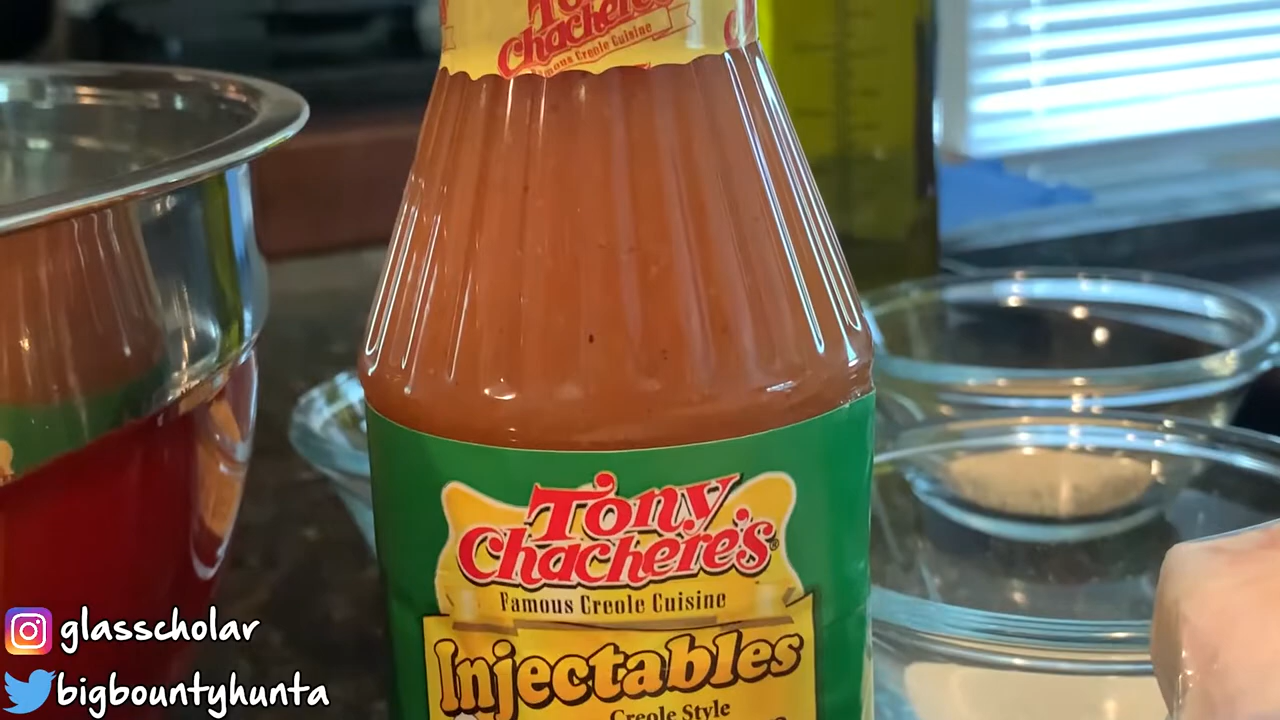 Tony
Chachere's
Famous Creole Cuisine
Tony
Chachere's®
Famous Creole Cuisine
Injectables
Creole Style
glasscholar
bigbountyhunta